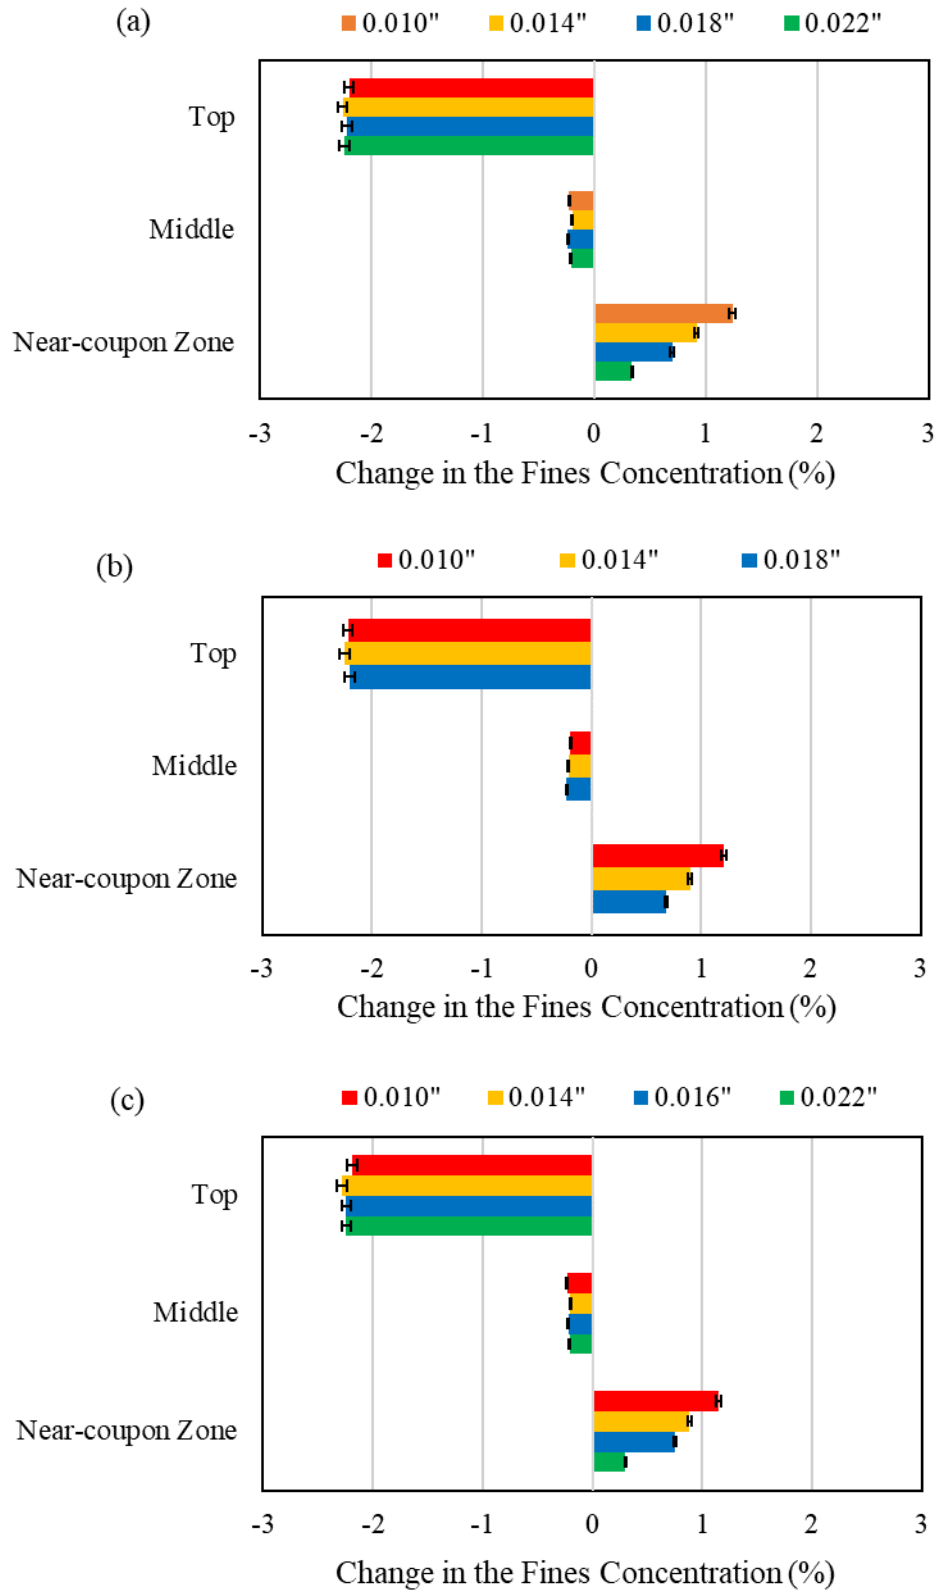 (a)
0.010" 0.014" 0.018" 0.022"
Top
Middle
Near-coupon Zone
-3 -2 -1 0 1 2 3
Change in the Fines Concentration (%)
(b)
0.010" 0.014" 0.018"
Top
Middle
Near-coupon Zone
-3 -2 -1 0 1 2 3
Change in the Fines Concentration (%)
(c)
0.010" 0.014" 0.016" 0.022"
Top
Middle
Near-coupon Zone
-3 -2 -1 0 1 2 3
Change in the Fines Concentration (%)